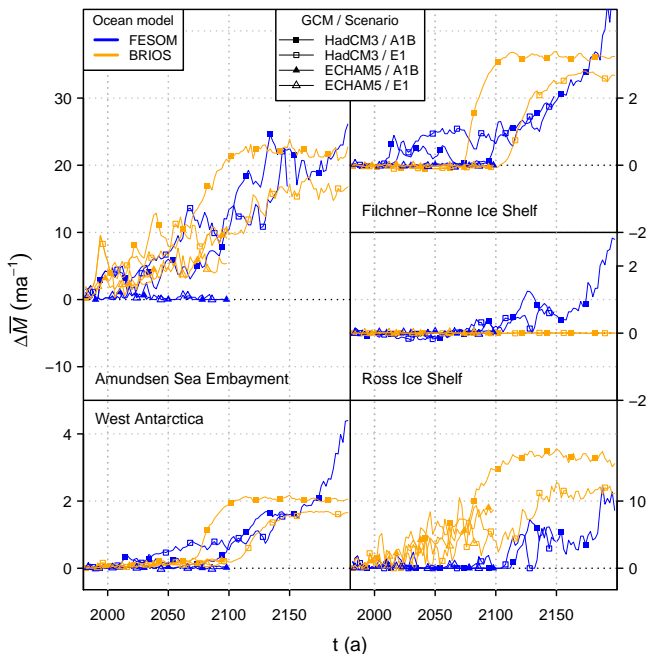 Ocean model
FESOM
BRIOS
GCM / Scenario
HadCM3 / A1B
HadCM3 / E1
ECHAM5 / A1B
ECHAM5 / E1
30
20
10
0
−10
Amundsen Sea Embayment
2
0
−2
Filchner−Ronne Ice Shelf
2
0
−2
Ross Ice Shelf
ΔM̅ (ma⁻¹)
West Antarctica
4
2
0
10
0
2000 2050 2100 2150
2000 2050 2100 2150
t (a)